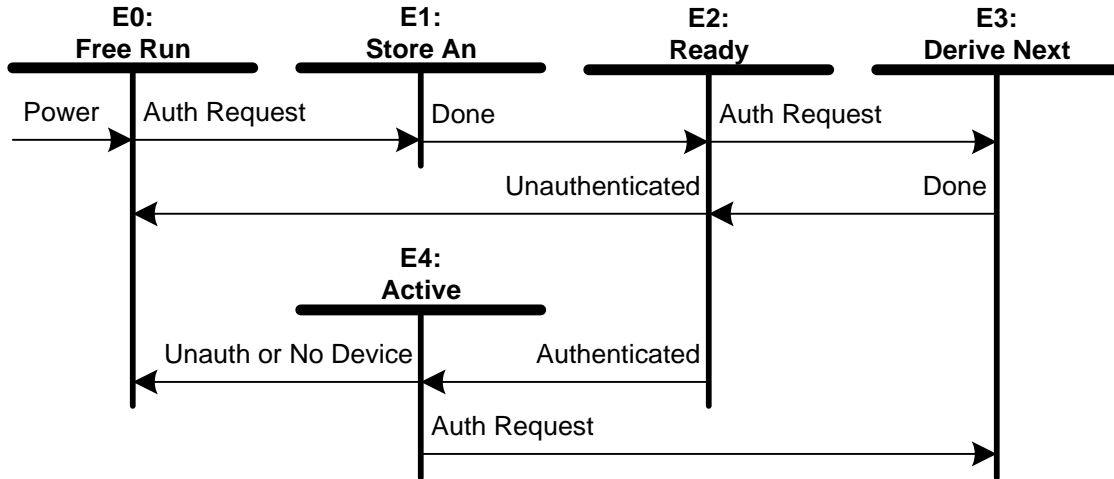 E0:
Free Run
E1:
Store An
E2:
Ready
E3:
Derive Next
Power
Auth Request
Done
Auth Request
Unauthenticated
Done
E4:
Active
Unauth or No Device
Authenticated
Auth Request